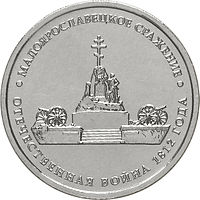 МАЛОЯРОСЛАВЕЦКОЕ СРАЖЕНИЕ
ОТЕЧЕСТВЕННАЯ ВОЙНА 1812 ГОДА